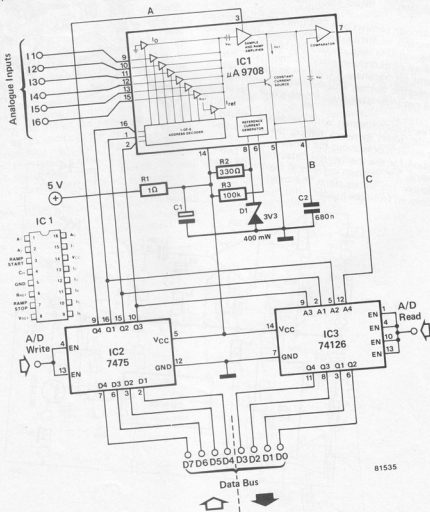 A
3
7
Analogue Inputs
I1
I2
I3
I4
I5
I6
9
10
11
12
13
15
IC1
µA 9708
SAMPLE AND RAMP AMPLIFIER
COMPARATOR
CONSTANT CURRENT SOURCE
REFERENCE CURRENT GENERATOR
1 OF 8 ADDRESS DECODER
Iref
16
1
2
14
8
6
5
4
B
C
5 V
R1
1Ω
R2
330Ω
R3
100k
C1
D1
3V3
400 mW
C2
680n
IC 1
RAMP START
GND
RAMP STOP
VCC
A/D Write
9
16
15
10
Q4
Q1
Q2
Q3
4
EN
13
EN
IC2
7475
VCC
5
GND
12
D4
D3
D2
D1
7
6
3
2
9
2
5
12
A3
A1
A2
A4
14
VCC
7
GND
IC3
74126
EN
1
EN
4
EN
10
EN
13
A/D Read
Q4
Q3
Q1
Q2
11
8
3
6
D7
D6
D5
D4
D3
D2
D1
D0
Data Bus
81535